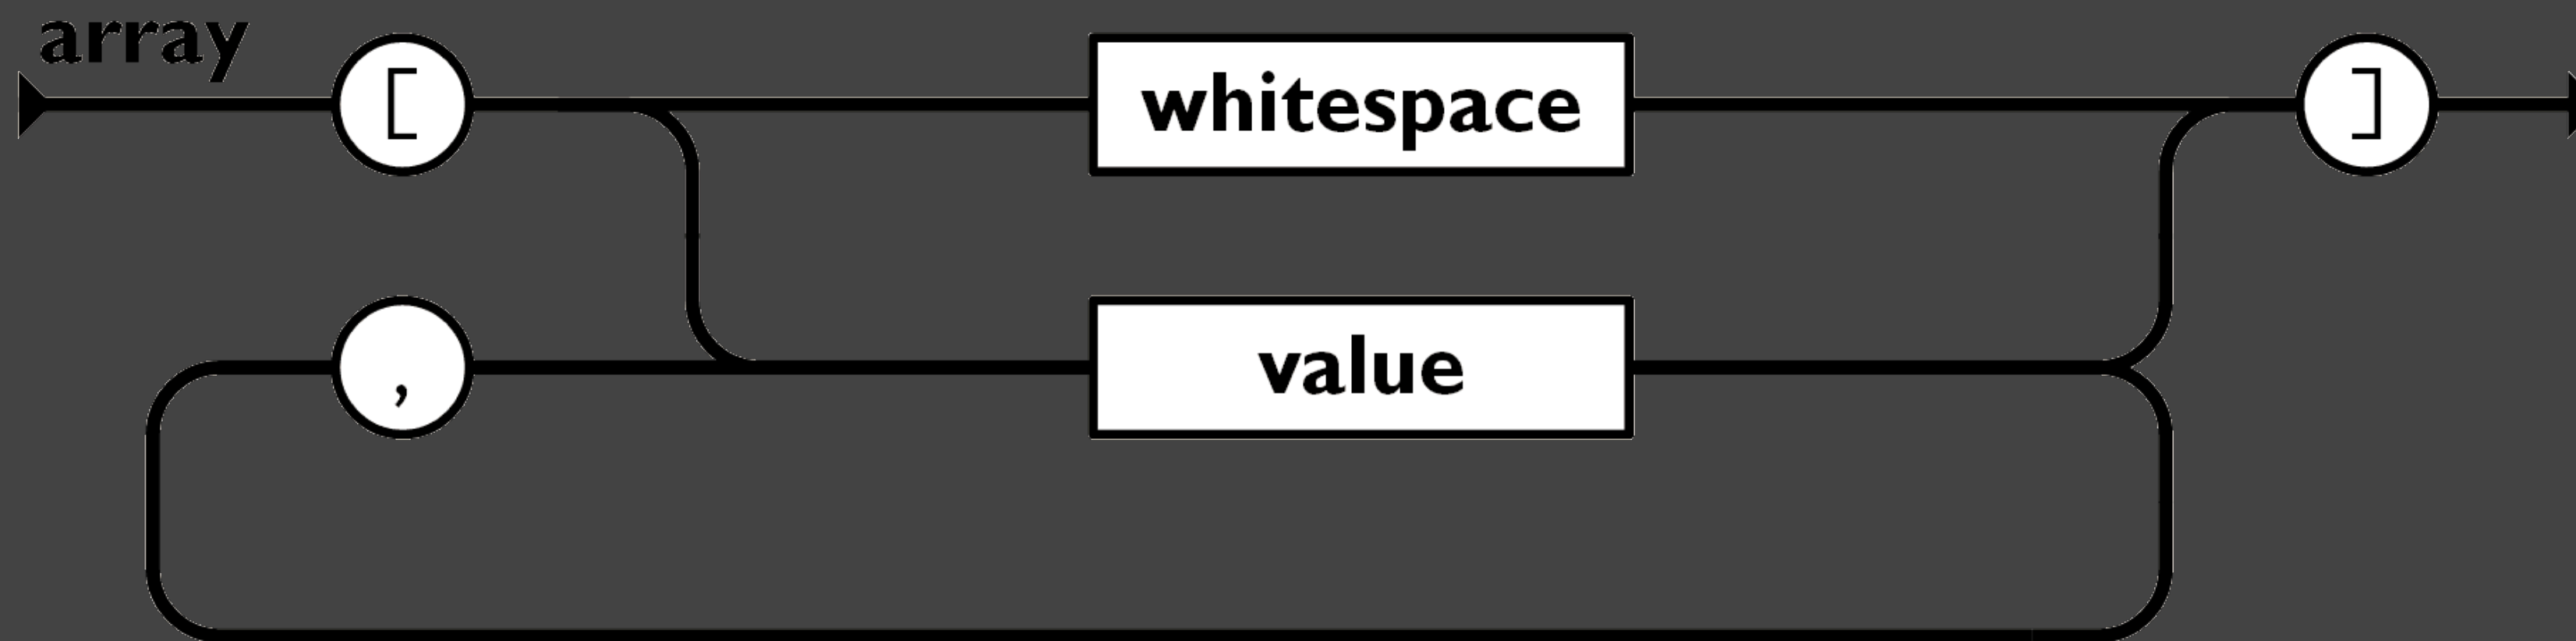 array
[ whitespace ]
, value